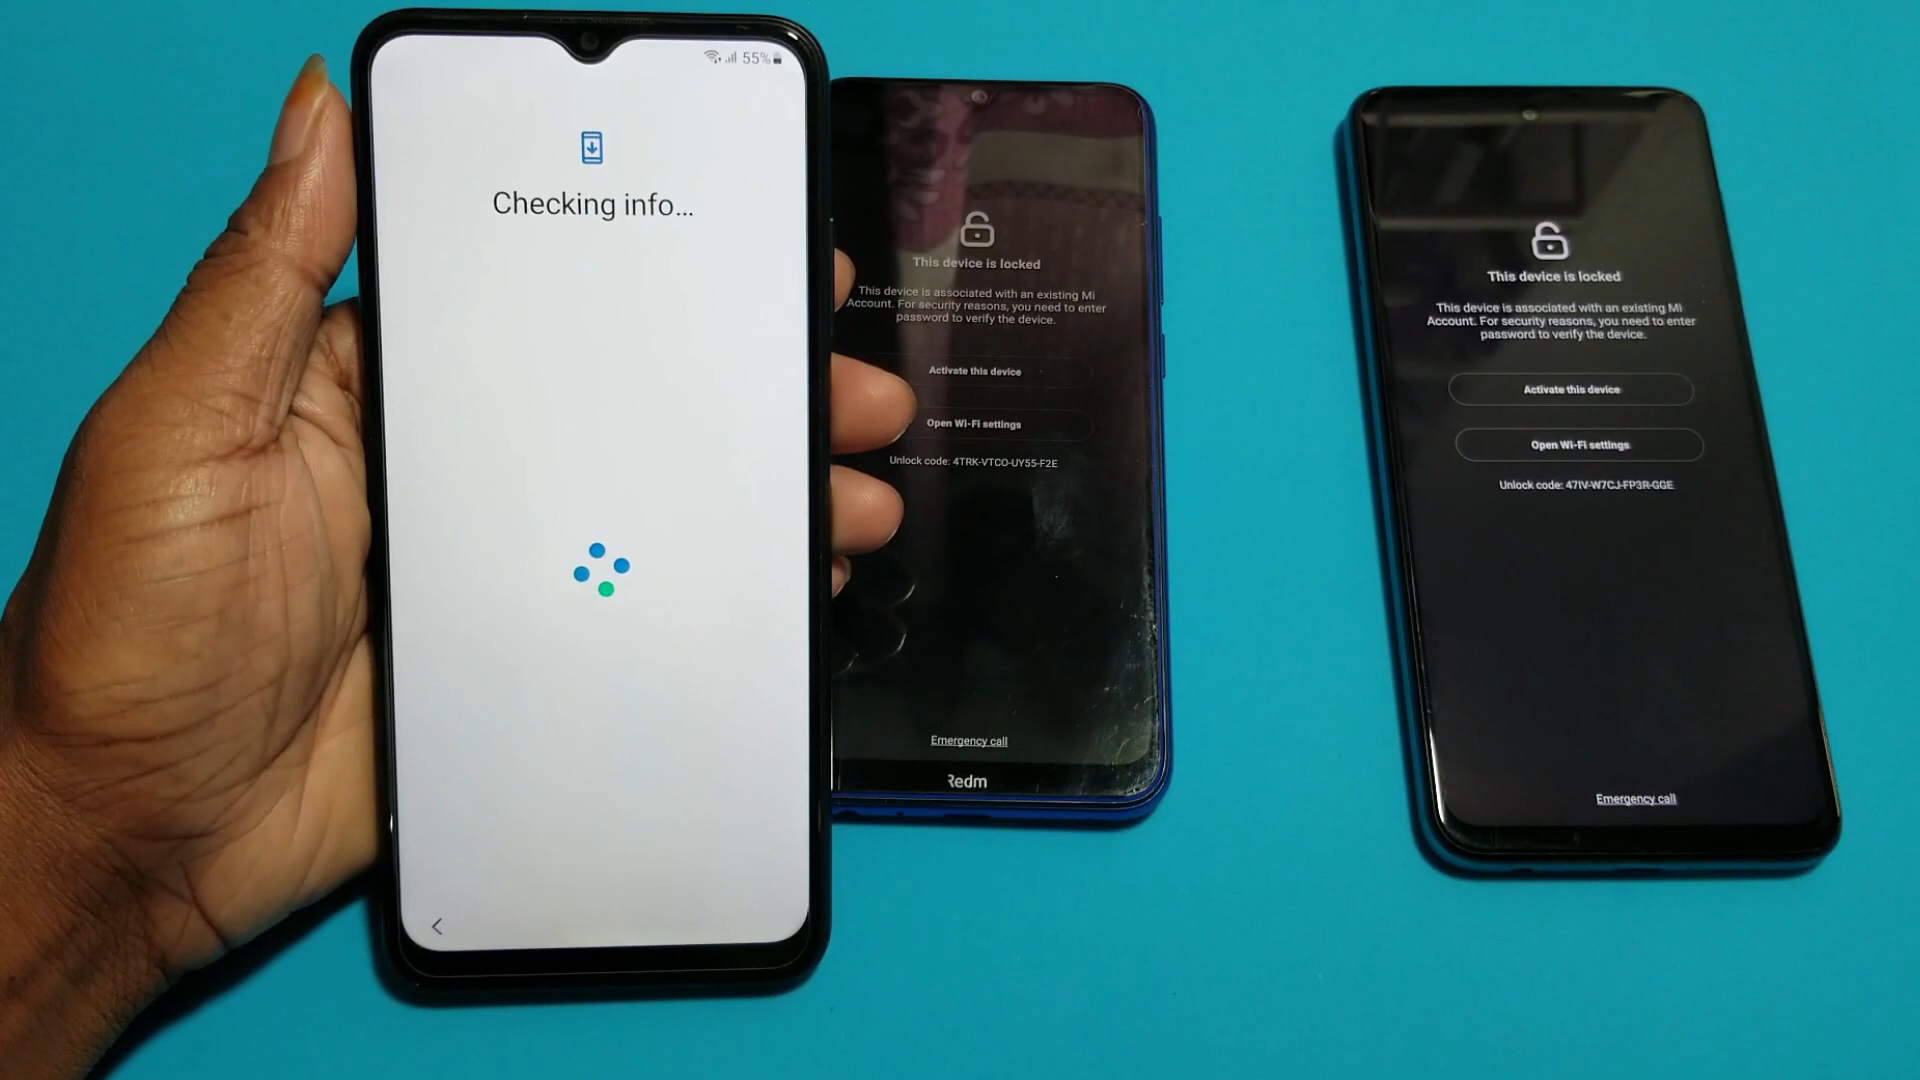 55%
Checking info...
This device is locked
This device is associated with an existing Mi
Account. For security reasons, you need to enter
password to verify the device.
Activate this device
Open Wi-Fi settings
Unlock code: 4TRK-VTCO-UY55-F2E
Emergency call
Redm
This device is locked
This device is associated with an existing Mi
Account. For security reasons, you need to enter
password to verify the device.
Activate this device
Open Wi-Fi settings
Unlock code: 47IV-W7CJ-FP3R-GGE
Emergency call